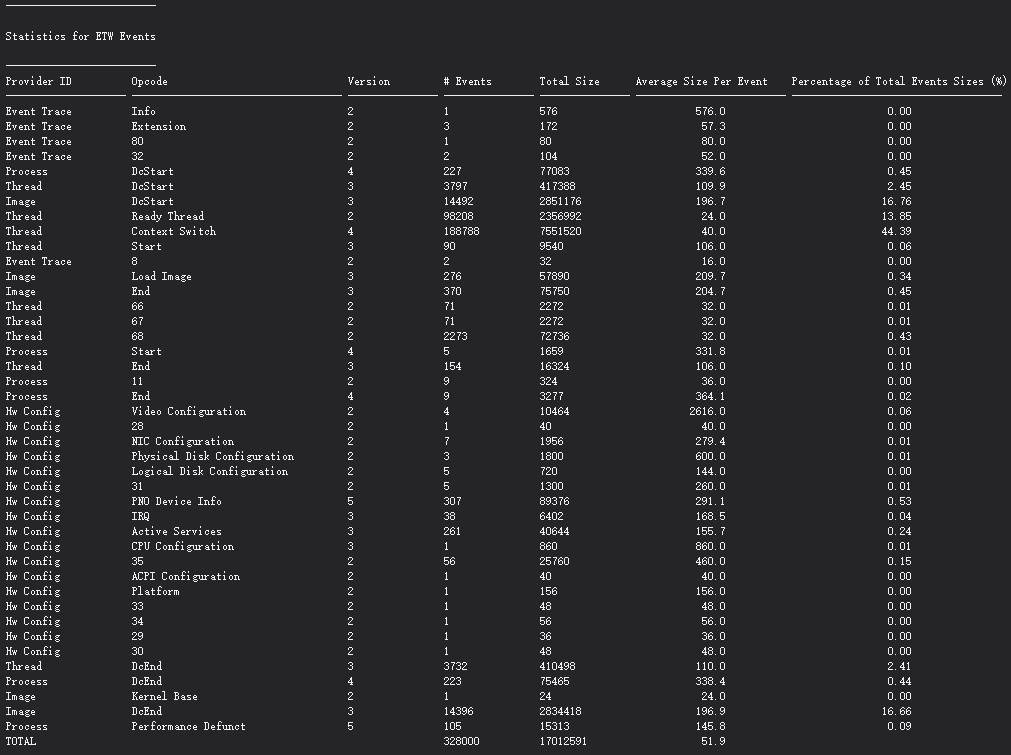 Statistics for ETW Events
Provider ID Opcode Version # Events Total Size Average Size Per Event Percentage of Total Events Sizes (%)
Event Trace Info 2 1 576 576.0 0.00
Event Trace Extension 2 3 172 57.3 0.00
Event Trace 80 2 1 80 80.0 0.00
Event Trace 32 2 2 104 52.0 0.00
Process DcStart 4 227 77083 339.6 0.45
Thread DcStart 3 3797 417388 109.9 2.45
Image DcStart 3 14492 2851176 196.7 16.76
Thread Ready Thread 2 98208 2356992 24.0 13.85
Thread Context Switch 4 188788 7551520 40.0 44.39
Thread Start 3 90 9540 106.0 0.06
Event Trace 8 2 2 32 16.0 0.00
Image Load Image 3 276 57890 209.7 0.34
Image End 3 370 75750 204.7 0.45
Thread 66 2 71 2272 32.0 0.01
Thread 67 2 71 2272 32.0 0.01
Thread 68 2 2273 72736 32.0 0.43
Process Start 4 5 1659 331.8 0.01
Thread End 3 154 16324 106.0 0.10
Process 11 2 9 324 36.0 0.00
Process End 4 9 3277 364.1 0.02
Hw Config Video Configuration 2 4 10464 2616.0 0.06
Hw Config 28 2 1 40 40.0 0.00
Hw Config NIC Configuration 2 7 1956 279.4 0.01
Hw Config Physical Disk Configuration 2 3 1800 600.0 0.01
Hw Config Logical Disk Configuration 2 5 720 144.0 0.00
Hw Config 31 2 5 1300 260.0 0.01
Hw Config PNO Device Info 5 307 89376 291.1 0.53
Hw Config IRQ 3 38 6402 168.5 0.04
Hw Config Active Services 3 261 40644 155.7 0.24
Hw Config CPU Configuration 3 1 860 860.0 0.01
Hw Config 35 2 56 25760 460.0 0.15
Hw Config ACPI Configuration 2 1 40 40.0 0.00
Hw Config Platform 2 1 156 156.0 0.00
Hw Config 33 2 1 48 48.0 0.00
Hw Config 34 2 1 56 56.0 0.00
Hw Config 29 2 1 36 36.0 0.00
Hw Config 30 2 1 48 48.0 0.00
Thread DcEnd 3 3732 410498 110.0 2.41
Process DcEnd 4 223 75465 338.4 0.44
Image Kernel Base 2 1 24 24.0 0.00
Image DcEnd 3 14396 2834418 196.9 16.66
Process Performance Defunct 5 105 15313 145.8 0.09
TOTAL 328000 17012591 51.9